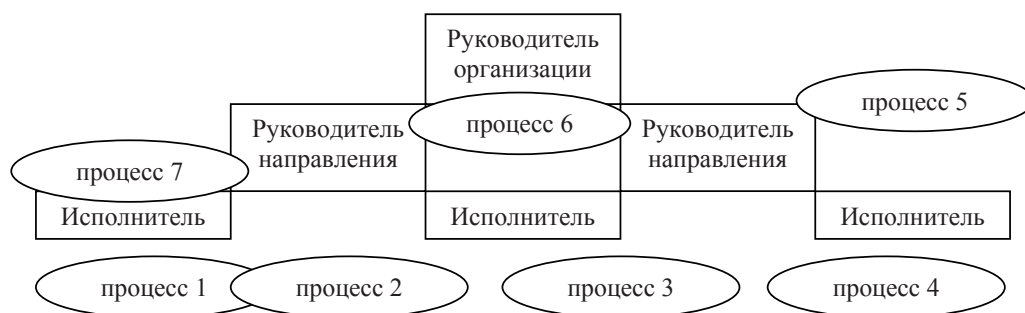 Руководитель
организации
процесс 5
процесс 6
Руководитель
направления
Руководитель
направления
процесс 7
Исполнитель
Исполнитель
Исполнитель
процесс 1
процесс 2
процесс 3
процесс 4